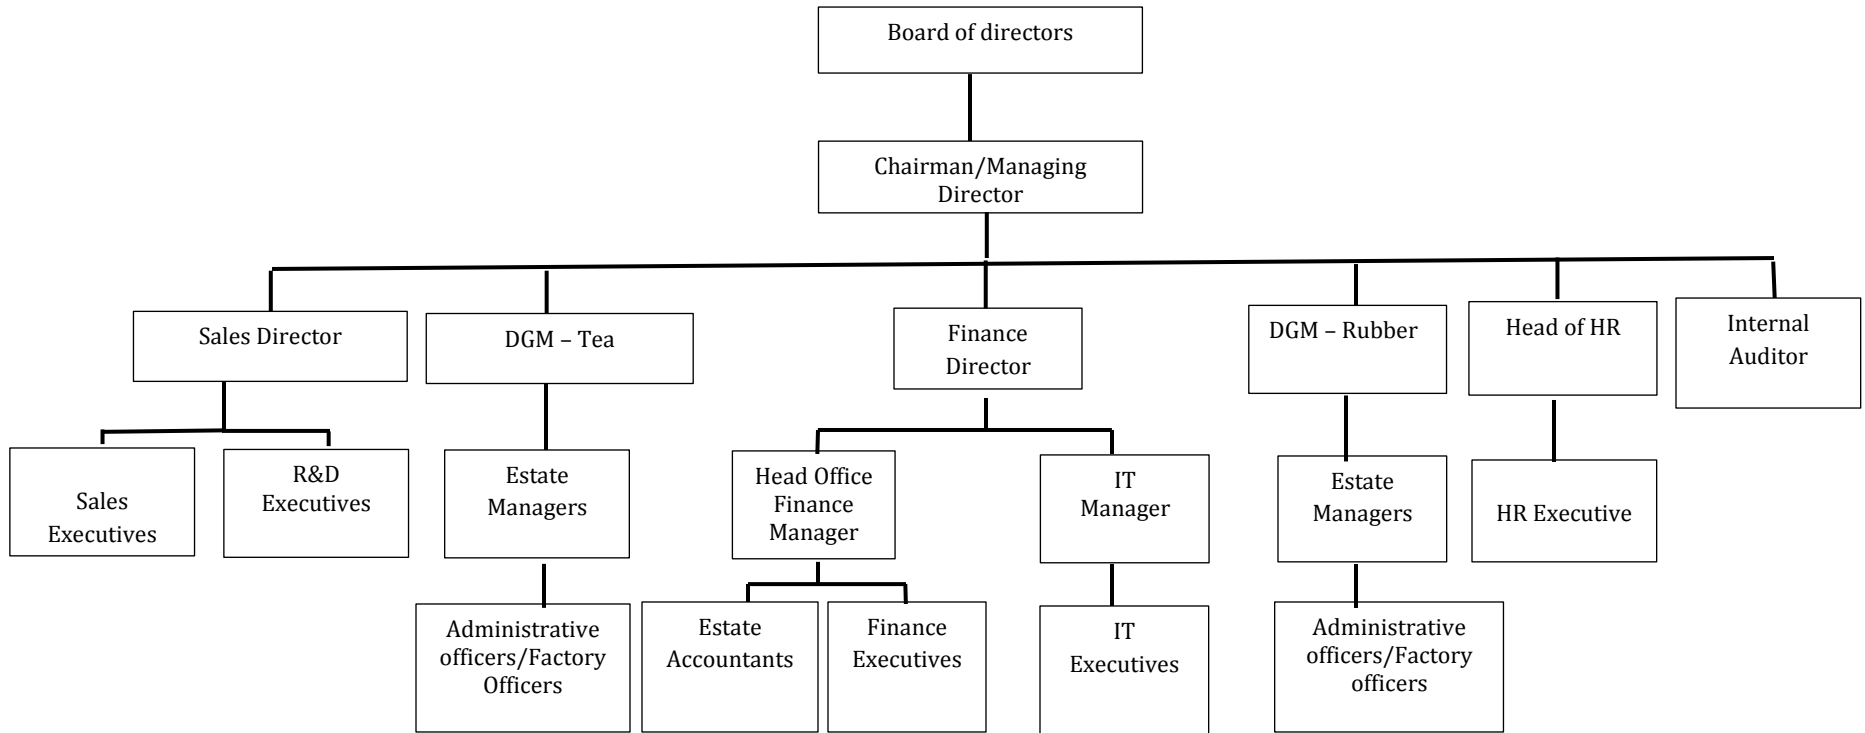 Board of directors
Chairman/Managing
Director
Sales Director
DGM – Tea
Finance
Director
DGM – Rubber
Head of HR
Internal
Auditor
Sales
Executives
R&D
Executives
Estate
Managers
Head Office
Finance
Manager
IT
Manager
Estate
Managers
HR Executive
Administrative
officers/Factory
Officers
Estate
Accountants
Finance
Executives
IT
Executives
Administrative
officers/Factory
officers